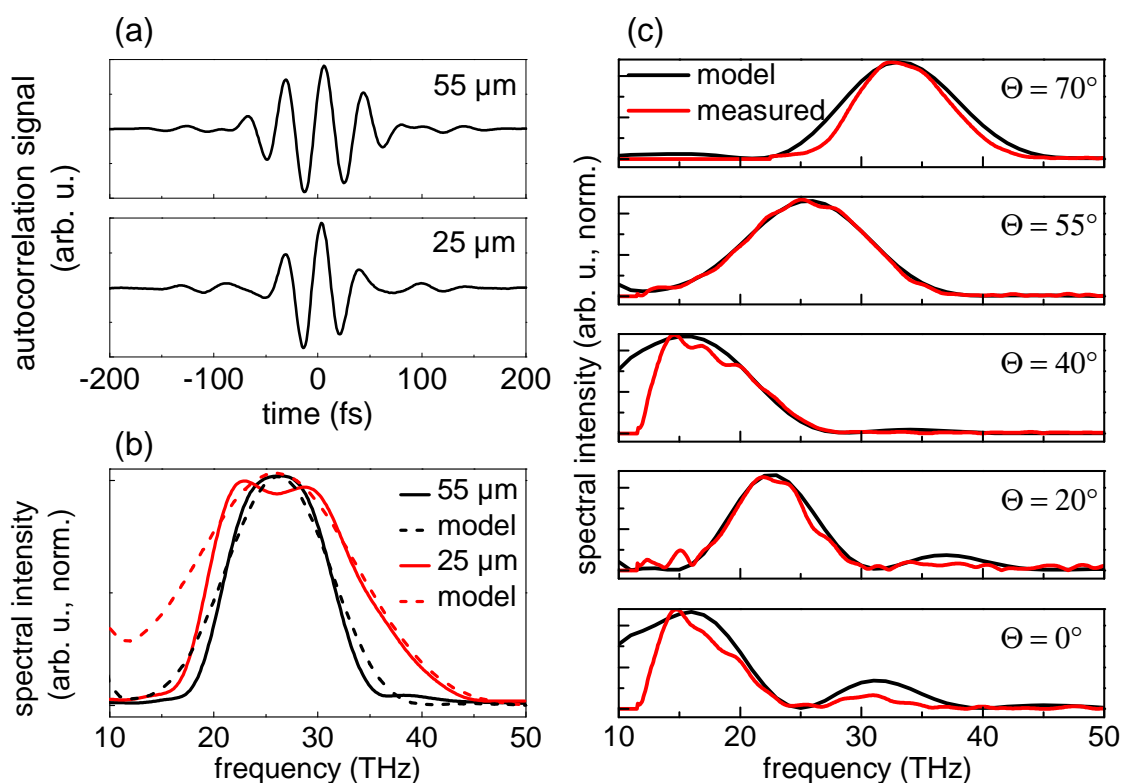 (a)
autocorrelation signal
(arb. u.)
55 µm
25 µm
-200 -100 0 100 200
time (fs)
(b)
spectral intensity
(arb. u., norm.)
55 µm
model
25 µm
model
10 20 30 40 50
frequency (THz)
(c)
spectral intensity (arb. u., norm.)
model
measured
Θ = 70°
Θ = 55°
Θ = 40°
Θ = 20°
Θ = 0°
10 20 30 40 50
frequency (THz)